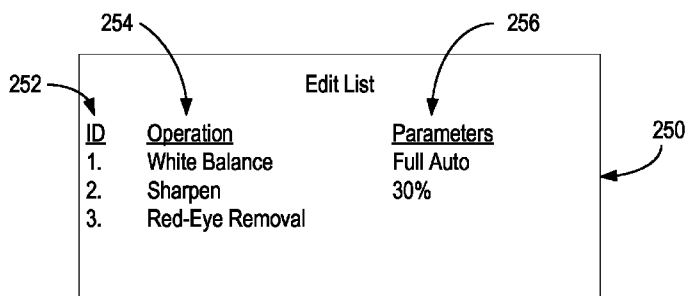 254 256
252 Edit List
ID Operation Parameters
1. White Balance Full Auto
250
2. Sharpen 30%
3. Red-Eye Removal